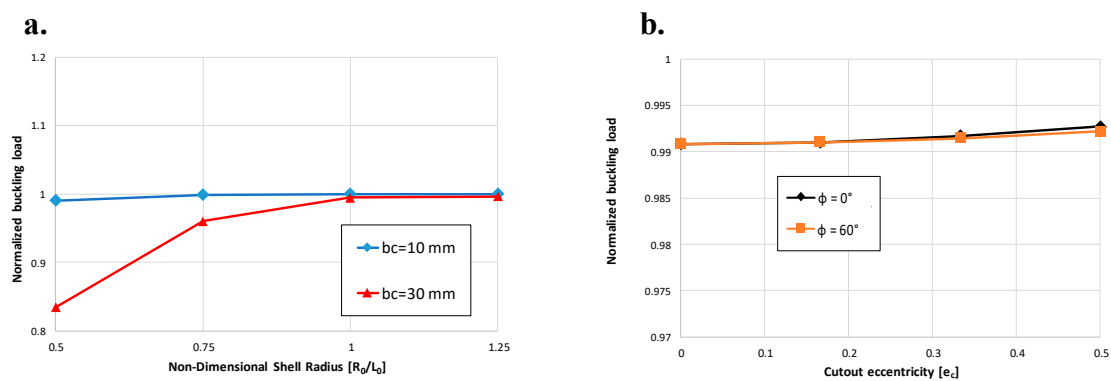 a.
Normalized buckling load
1.2
1.1
1
0.9
0.8
0.5
0.75
1
1.25
Non-Dimensional Shell Radius [R₀/L₀]
bc=10 mm
bc=30 mm
b.
Normalized buckling load
1
0.995
0.99
0.985
0.98
0.975
0.97
0
0.1
0.2
0.3
0.4
0.5
Cutout eccentricity [e꜀]
ϕ = 0°
ϕ = 60°